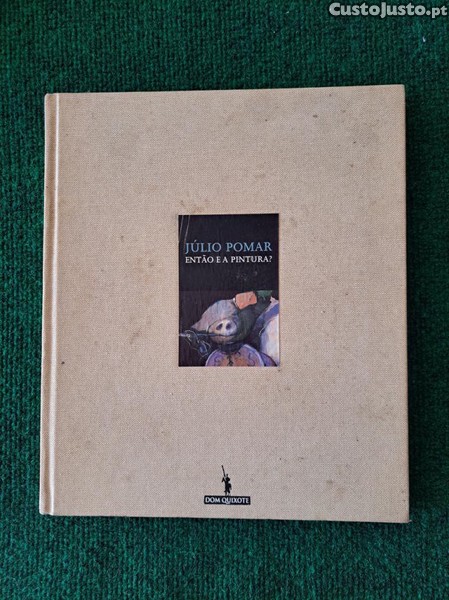 CustoJusto.pt
JÚLIO POMAR
ENTÃO E A PINTURA?
DOM QUIXOTE